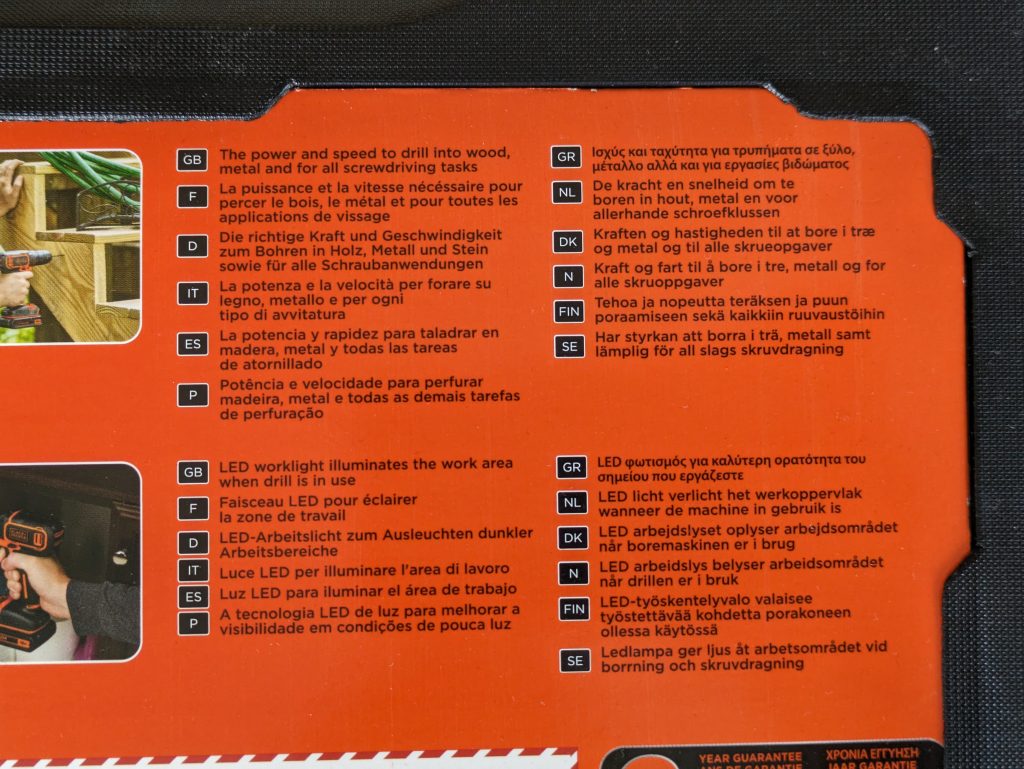 GB The power and speed to drill into wood,
metal and for all screwdriving tasks
F La puissance et la vitesse nécéssaire pour
percer le bois, le métal et pour toutes les
applications de vissage
D Die richtige Kraft und Geschwindigkeit
zum Bohren in Holz, Metall und Stein
sowie für alle Schraubanwendungen
IT La potenza e la velocità per forare su
legno, metallo e per ogni
tipo di avvitatura
ES La potencia y rapidez para taladrar en
madera, metal y todas las tareas
de atornillado
P Potência e velocidade para perfurar
madeira, metal e todas as demais tarefas
de perfuração
GR Ισχύς και ταχύτητα για τρυπήματα σε ξύλο,
μέταλλο αλλά και για εργασίες βιδώματος
NL De kracht en snelheid om te
boren in hout, metal en voor
allerhande schroefklussen
DK Kraften og hastigheden til at bore i træ
og metal og til alle skrueopgaver
N Kraft og fart til å bore i tre, metall og for
alle skruoppgaver
FIN Tehoa ja nopeutta teräksen ja puun
poraamiseen sekä kaikkiin ruuvaustöihin
SE Har styrkan att borra i trä, metall samt
lämplig för all slags skruvdragning
GB LED worklight illuminates the work area
when drill is in use
F Faisceau LED pour éclairer
la zone de travail
D LED-Arbeitslicht zum Ausleuchten dunkler
Arbeitsbereiche
IT Luce LED per illuminare l'area di lavoro
ES Luz LED para iluminar el área de trabajo
P A tecnologia LED de luz para melhorar a
visibilidade em condições de pouca luz
GR LED φωτισμός για καλύτερη ορατότητα του
σημείου που εργάζεστε
NL LED licht verlicht het werkoppervlak
wanneer de machine in gebruik is
DK LED arbejdslyset oplyser arbejdsområdet
når boremaskinen er i brug
N LED arbeidslys belyser arbeidsområdet
når drillen er i bruk
FIN LED-työskentelyvalo valaisee
työstettävää kohdetta porakoneen
ollessa käytössä
SE Ledlampa ger ljus åt arbetsområdet vid
borrning och skruvdragning
YEAR GUARANTEE
ANS DE GARANTIE
ΧΡΟΝΙΑ ΕΓΓΥΗΣΗ
JAAR GARANTIE